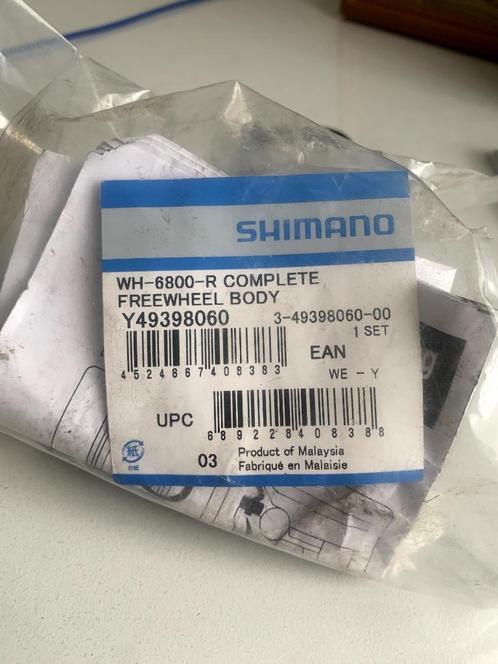 SHIMANO
WH-6800-R COMPLETE
FREEWHEEL BODY
Y49398060 3-49398060-00
1 SET
4524867408383 EAN
WE - Y
UPC 689228408388
03 Product of Malaysia
Fabriqué en Malaisie